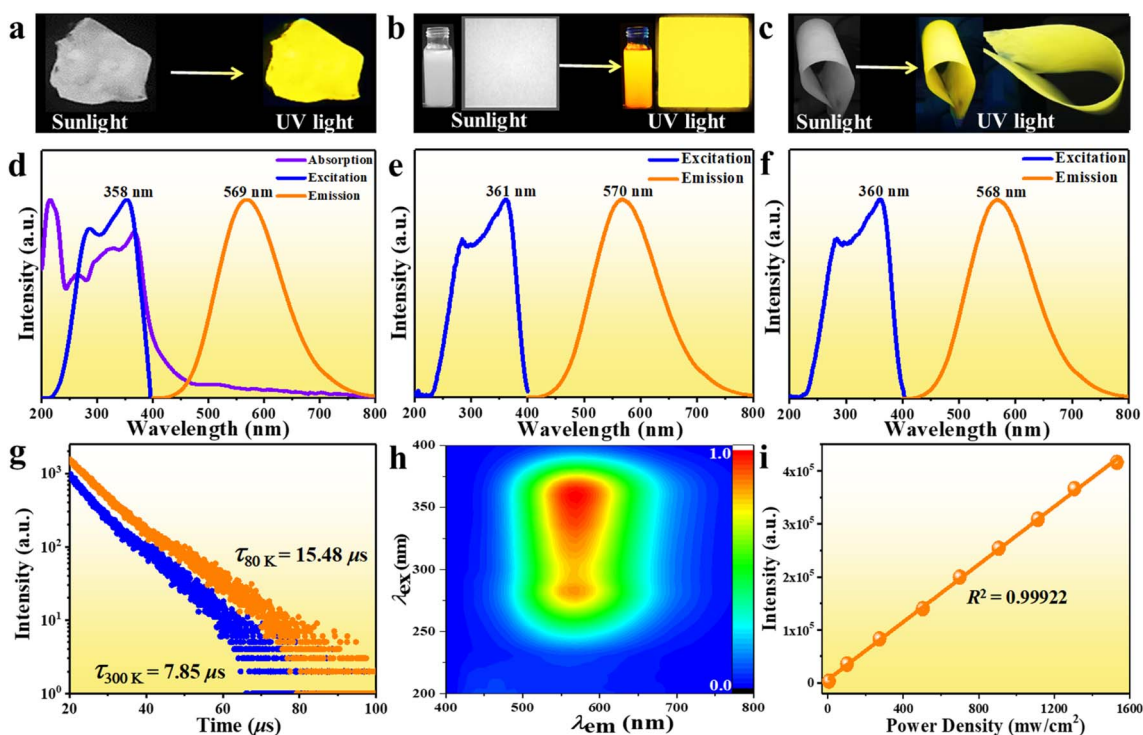 a
Sunlight
UV light
b
Sunlight
UV light
c
Sunlight
UV light
d
Absorption
Excitation
Emission
358 nm
569 nm
Intensity (a.u.)
200 300 400 500 600 700 800
Wavelength (nm)
e
Excitation
Emission
361 nm
570 nm
Intensity (a.u.)
200 300 400 500 600 700 800
Wavelength (nm)
f
Excitation
Emission
360 nm
568 nm
Intensity (a.u.)
200 300 400 500 600 700 800
Wavelength (nm)
g
10³
10²
10¹
10⁰
Intensity (a.u.)
τ80 K = 15.48 μs
τ300 K = 7.85 μs
20 40 60 80 100
Time (μs)
h
400
350
300
250
200
λex (nm)
1.0
0.0
400 500 600 700 800
λem (nm)
i
4x10⁵
3x10⁵
2x10⁵
1x10⁵
0
Intensity (a.u.)
R² = 0.99922
0 400 800 1200 1600
Power Density (mw/cm²)